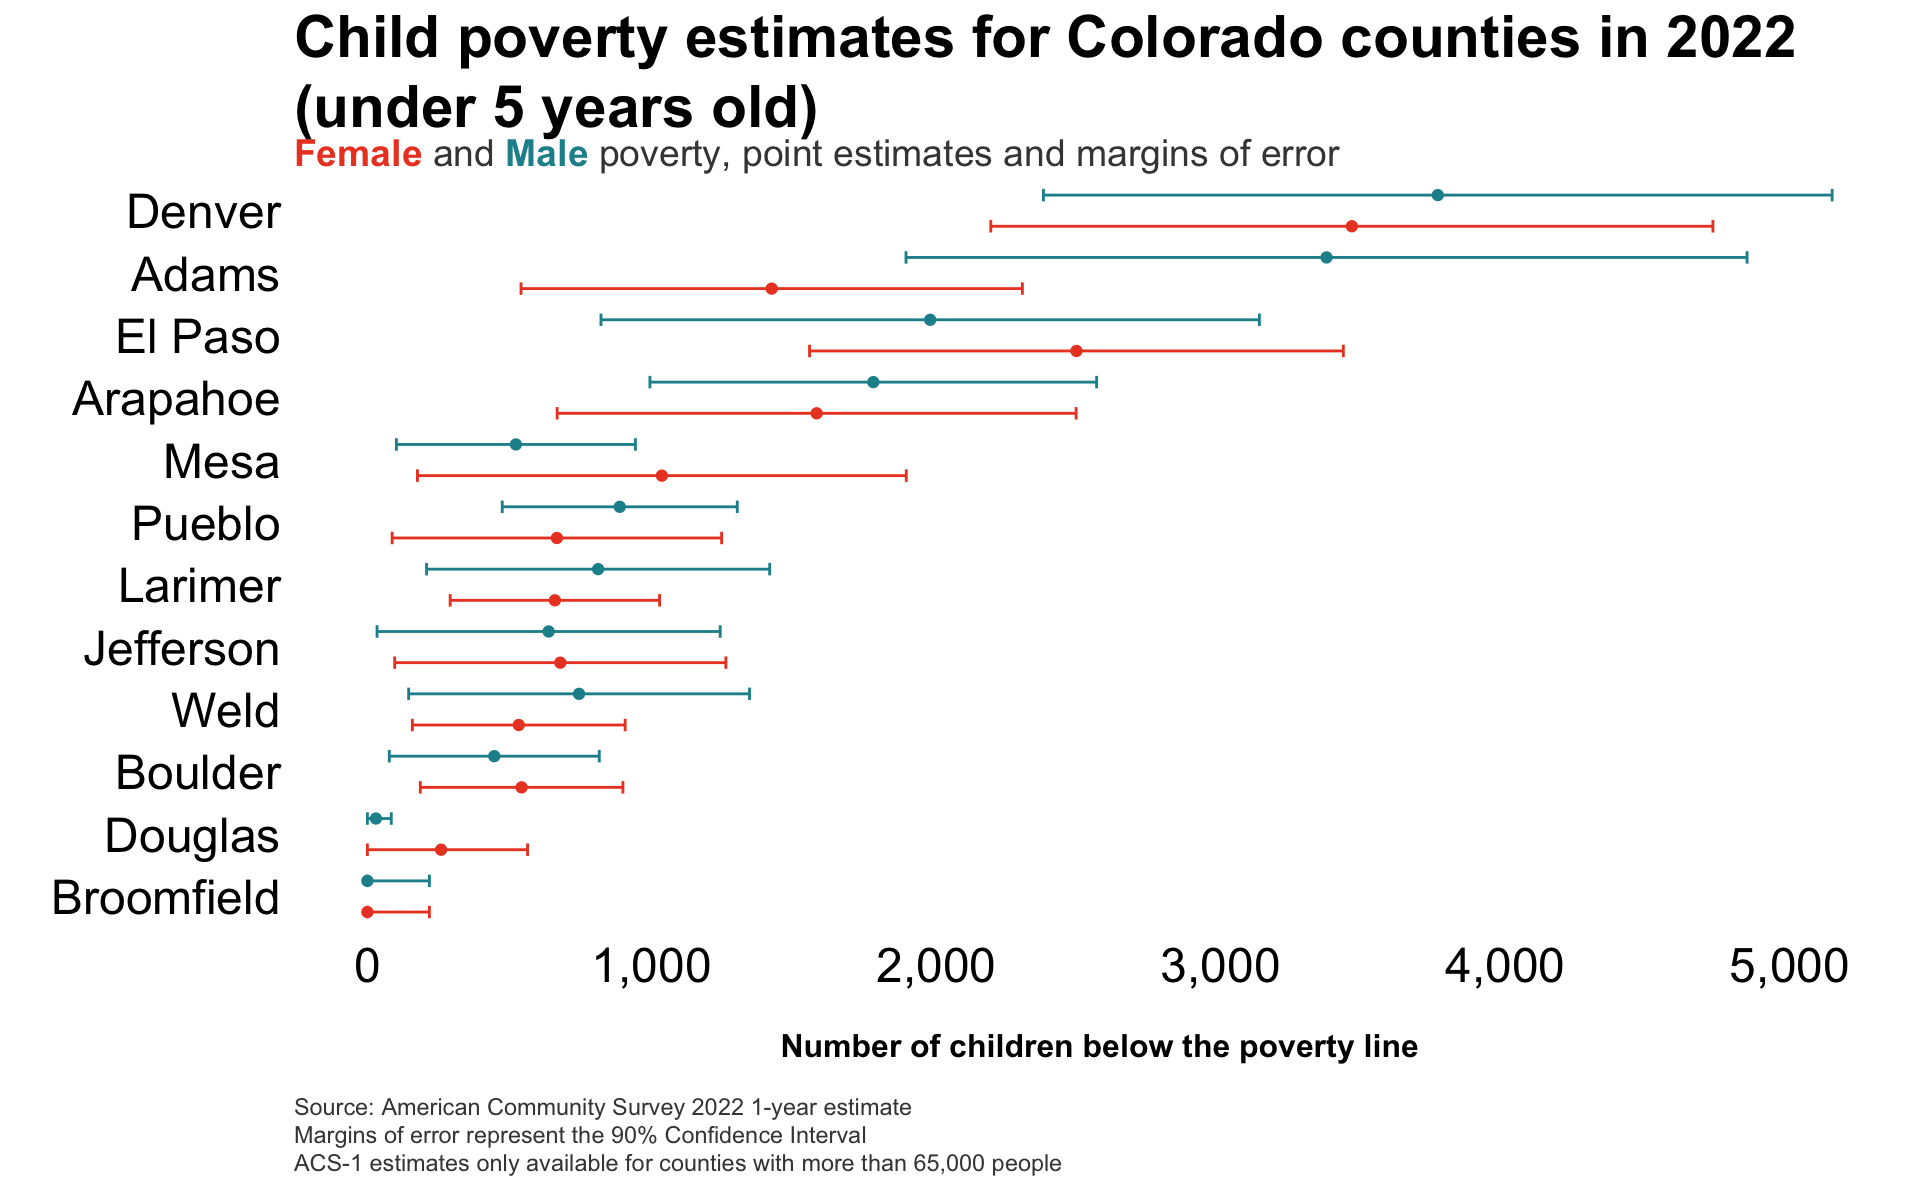 Child poverty estimates for Colorado counties in 2022
(under 5 years old)
Female and Male poverty, point estimates and margins of error
Denver
Adams
El Paso
Arapahoe
Mesa
Pueblo
Larimer
Jefferson
Weld
Boulder
Douglas
Broomfield
0 1,000 2,000 3,000 4,000 5,000
Number of children below the poverty line
Source: American Community Survey 2022 1-year estimate
Margins of error represent the 90% Confidence Interval
ACS-1 estimates only available for counties with more than 65,000 people